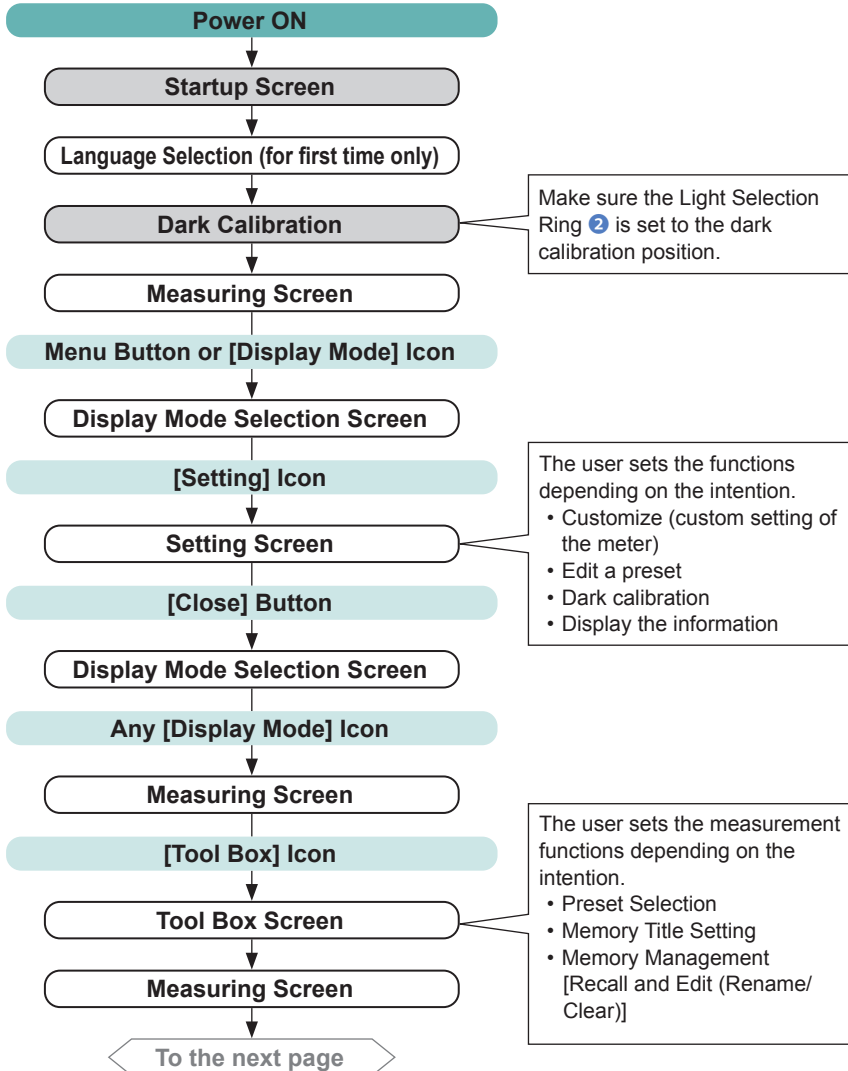 Power ON
Startup Screen
Language Selection (for first time only)
Dark Calibration
Make sure the Light Selection
Ring ❷ is set to the dark
calibration position.
Measuring Screen
Menu Button or [Display Mode] Icon
Display Mode Selection Screen
[Setting] Icon
Setting Screen
The user sets the functions
depending on the intention.
• Customize (custom setting of
the meter)
• Edit a preset
• Dark calibration
• Display the information
[Close] Button
Display Mode Selection Screen
Any [Display Mode] Icon
Measuring Screen
[Tool Box] Icon
Tool Box Screen
The user sets the measurement
functions depending on the
intention.
• Preset Selection
• Memory Title Setting
• Memory Management
[Recall and Edit (Rename/
Clear)]
Measuring Screen
To the next page